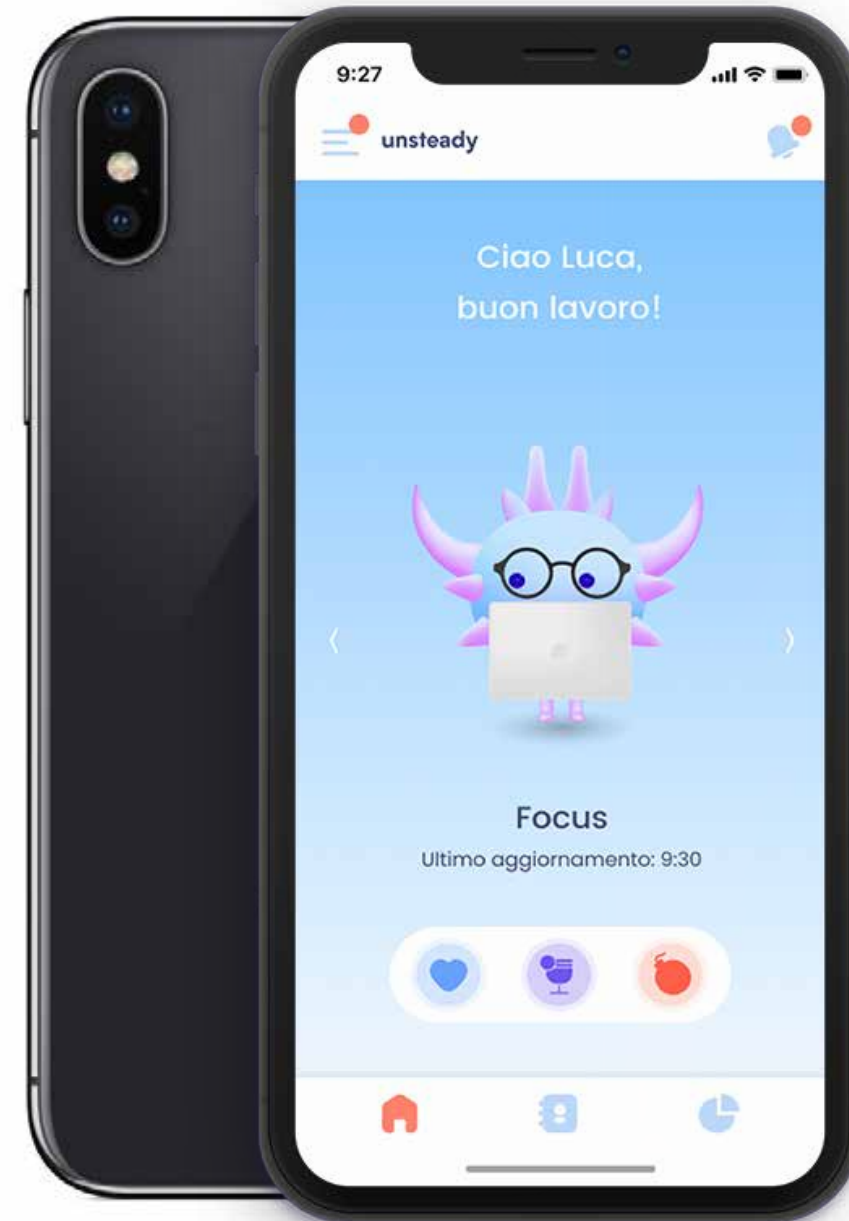 9:27
unsteady
Ciao Luca,
buon lavoro!
Focus
Ultimo aggiornamento: 9:30